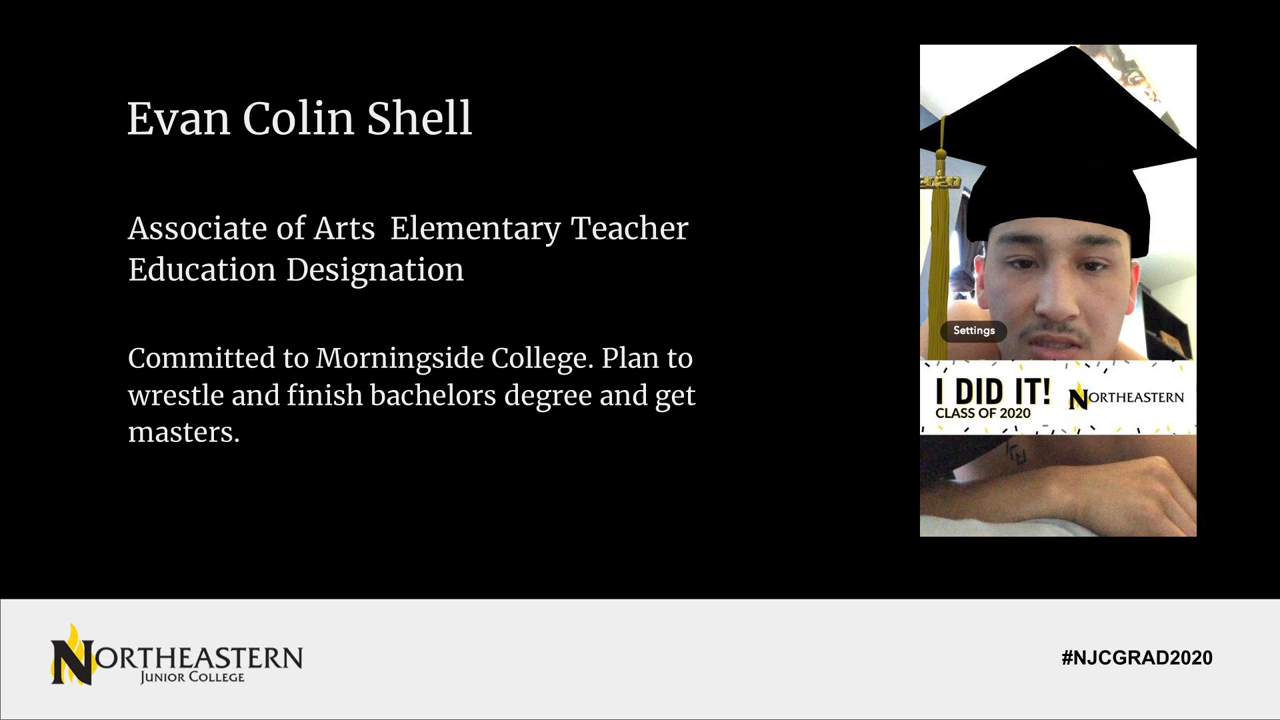 Evan Colin Shell
Associate of Arts  Elementary Teacher
Education Designation
Committed to Morningside College. Plan to
wrestle and finish bachelors degree and get
masters.
2020
Settings
I DID IT!
CLASS OF 2020
NORTHEASTERN
NORTHEASTERN
JUNIOR COLLEGE
#NJCGRAD2020